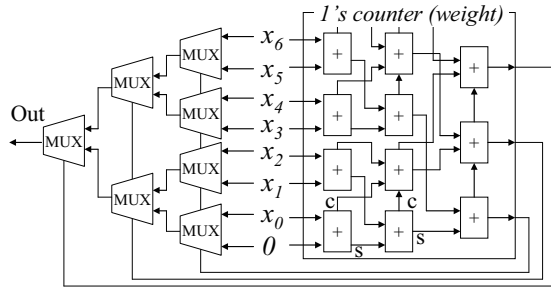 1's counter (weight)
x6
MUX
+ +
x5
MUX
+
x4
MUX
+ +
Out
x3
MUX
+
x2
MUX
+ +
x1
MUX
c
c
x0
MUX
+ +
+
s
0
s